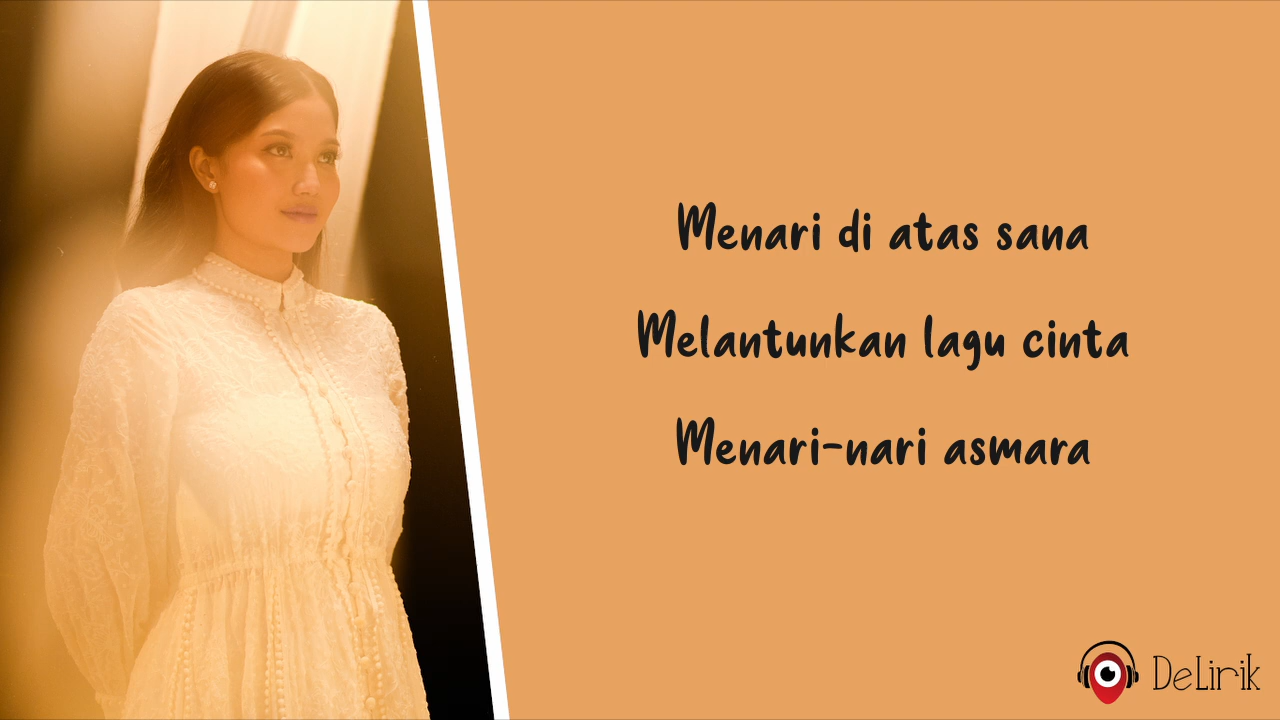 Menari di atas sana
Melantunkan lagu cinta
Menari-nari asmara
DeLirik